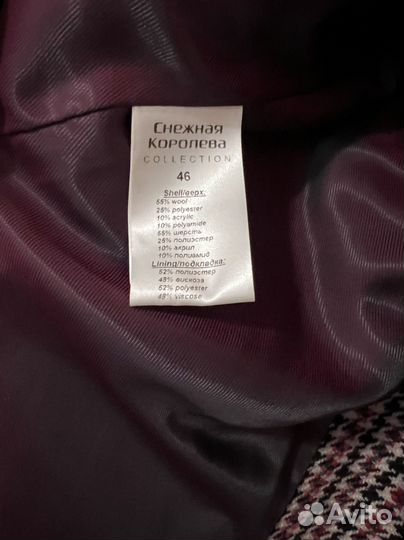 Снежная
Королева
COLLECTION
46
Shell/верх:
55% wool
25% polyester
10% acrylic
10% polyamide
55% шерсть
25% полиэстер
10% акрил
10% полиамид
Lining/подкладка:
52% полиэстер
48% вискоза
52% polyester
48% viscose
Avito